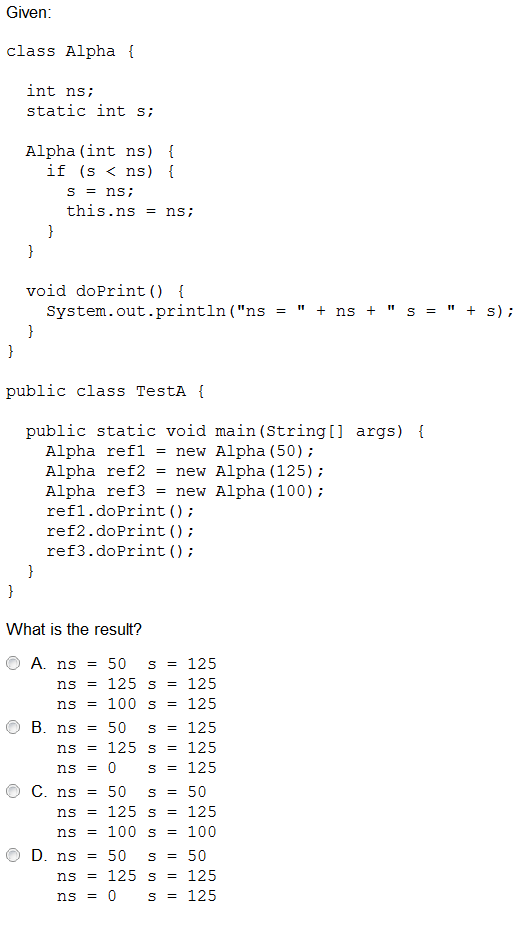 Given:
class Alpha {
int ns;
static int s;
Alpha(int ns) {
if (s < ns) {
s = ns;
this.ns = ns;
}
}
void doPrint() {
System.out.println("ns = " + ns + " s = " + s);
}
}
public class TestA {
public static void main(String[] args) {
Alpha ref1 = new Alpha(50);
Alpha ref2 = new Alpha(125);
Alpha ref3 = new Alpha(100);
ref1.doPrint();
ref2.doPrint();
ref3.doPrint();
}
}
What is the result?
A. ns = 50 s = 125
ns = 125 s = 125
ns = 100 s = 125
B. ns = 50 s = 125
ns = 125 s = 125
ns = 0 s = 125
C. ns = 50 s = 50
ns = 125 s = 125
ns = 100 s = 100
D. ns = 50 s = 50
ns = 125 s = 125
ns = 0 s = 125